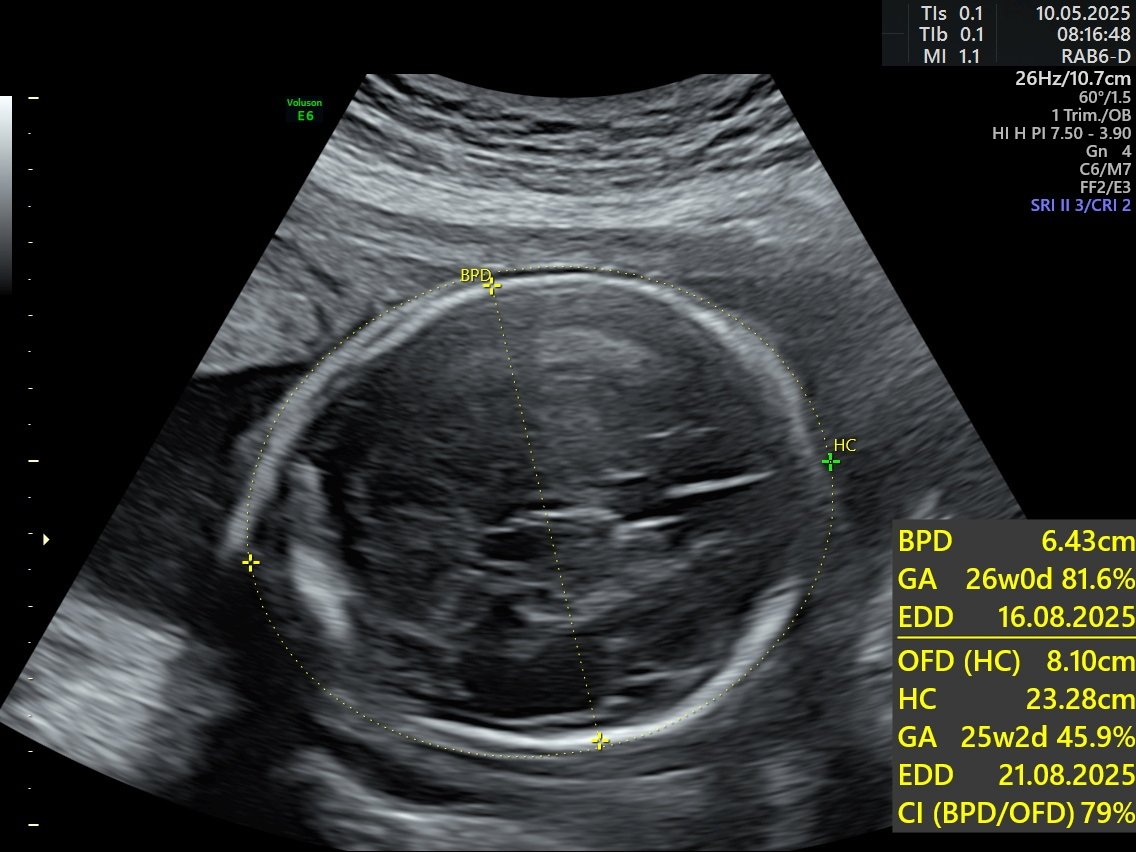 TIs 0.1 10.05.2025
TIb 0.1 08:16:48
MI 1.1 RAB6-D
26Hz/10.7cm
60°/1.5
1 Trim./OB
HI H PI 7.50 - 3.90
Gn 4
C6/M7
FF2/E3
SRI II 3/CRI 2
Voluson
E6
BPD
HC
BPD 6.43cm
GA 26w0d 81.6%
EDD 16.08.2025
OFD (HC) 8.10cm
HC 23.28cm
GA 25w2d 45.9%
EDD 21.08.2025
CI (BPD/OFD) 79%